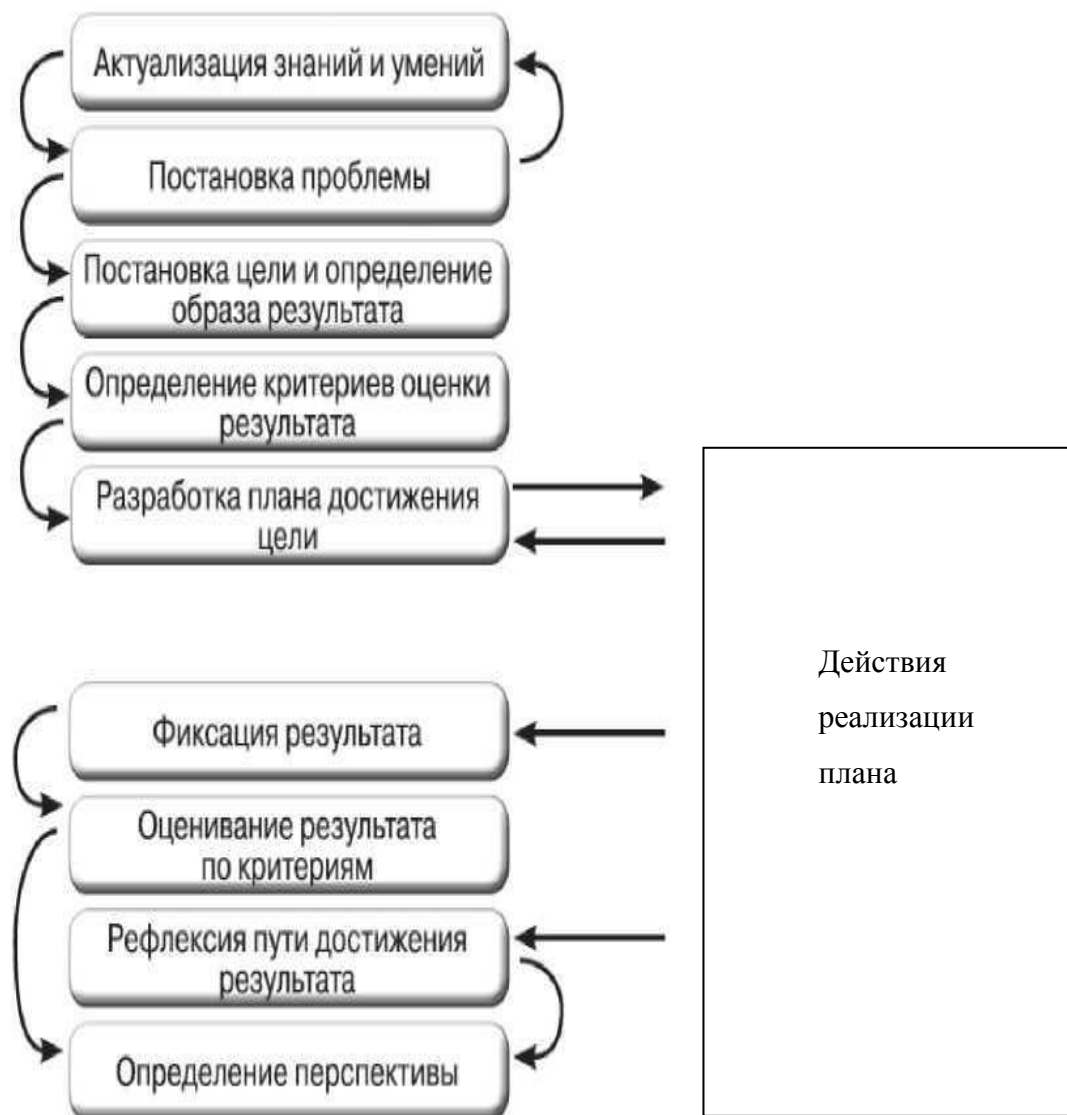 Актуализация знаний и умений
Постановка проблемы
Постановка цели и определение
образа результата
Определение критериев оценки
результата
Разработка плана достижения
цели
Действия
реализации
плана
Фиксация результата
Оценивание результата
по критериям
Рефлексия пути достижения
результата
Определение перспективы